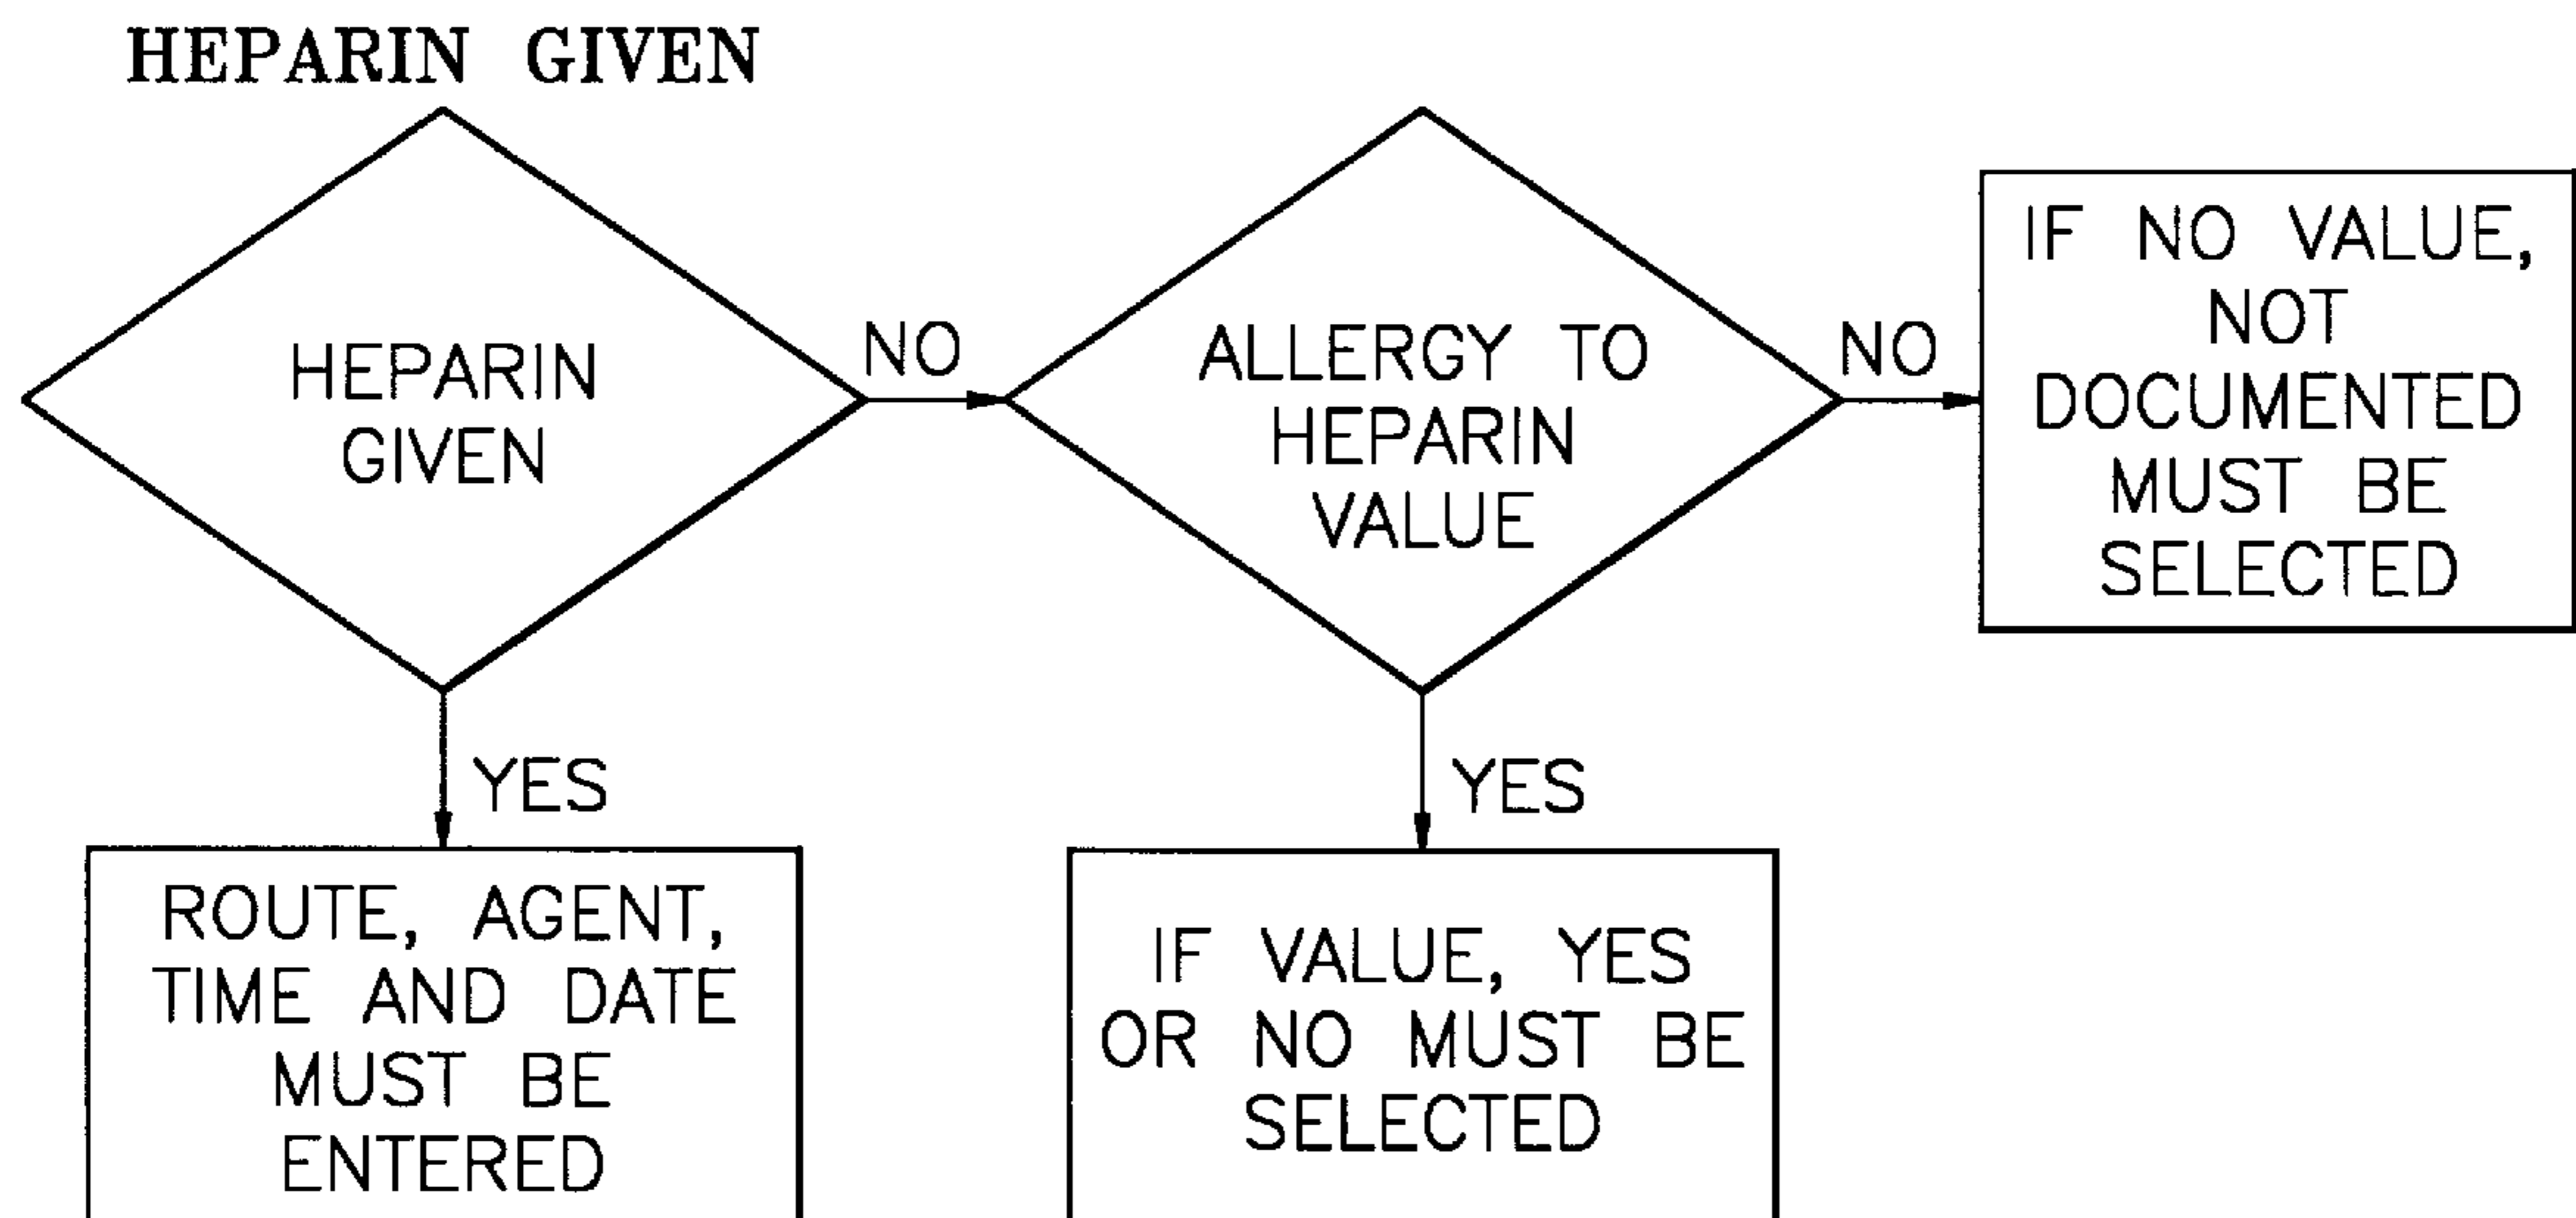 HEPARIN GIVEN
HEPARIN
GIVEN
NO
ALLERGY TO
HEPARIN
VALUE
NO
IF NO VALUE,
NOT
DOCUMENTED
MUST BE
SELECTED
YES
ROUTE, AGENT,
TIME AND DATE
MUST BE
ENTERED
YES
IF VALUE, YES
OR NO MUST BE
SELECTED